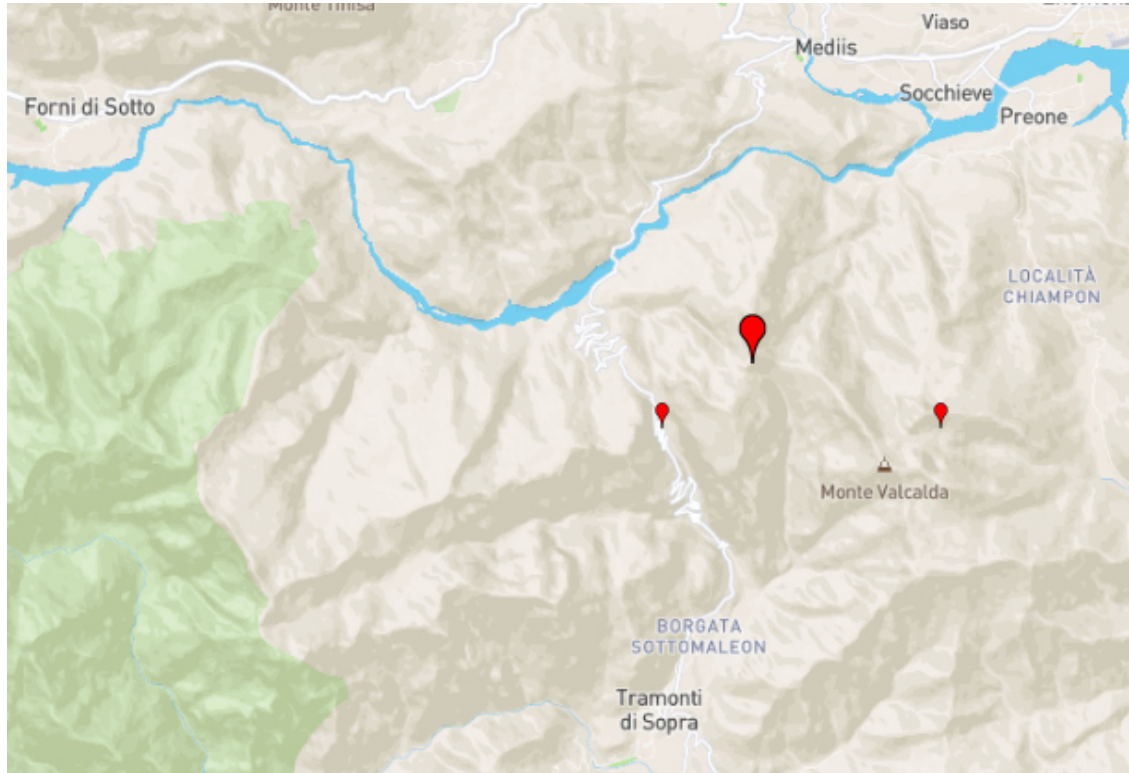 Monte Tinisa
Viaso
Mediis
Forni di Sotto
Socchieve
Preone
LOCALITÀ
CHIAMPON
Monte Valcalda
BORGATA
SOTTOMALEON
Tramonti
di Sopra